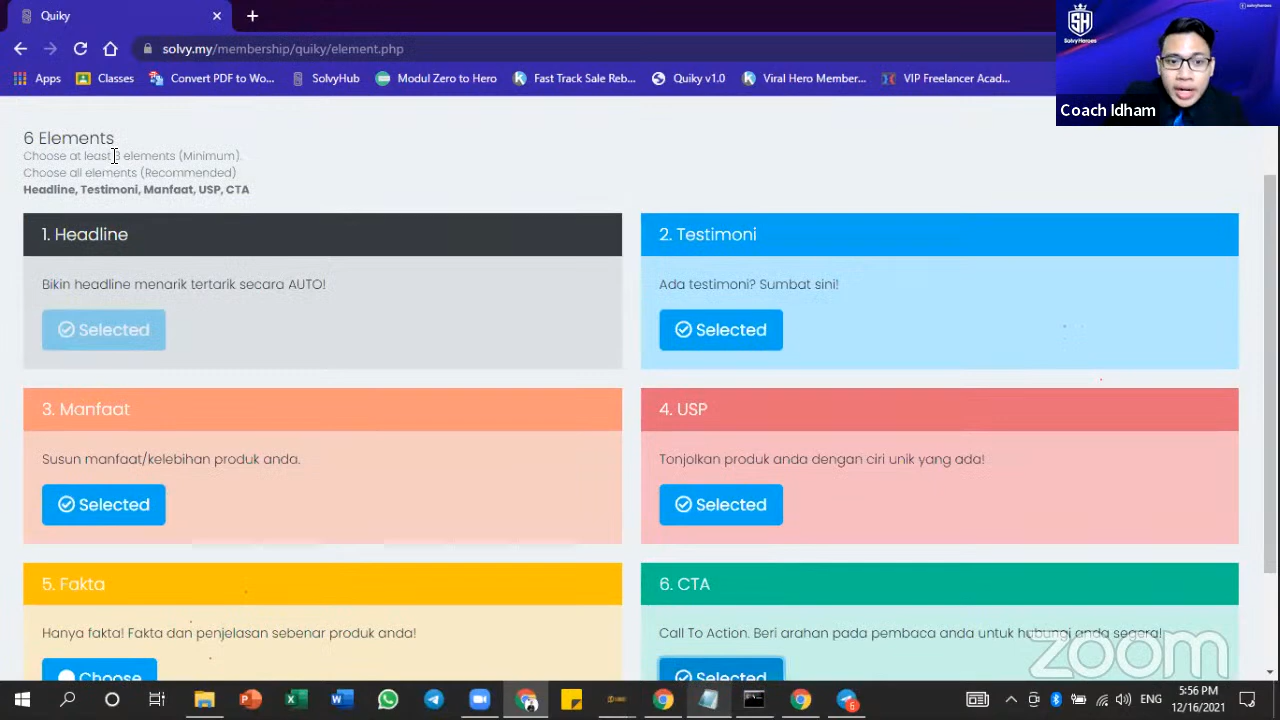 Quiky
solvy.my/membership/quiky/element.php
Apps
Classes
Convert PDF to Wo...
SolvyHub
Modul Zero to Hero
Fast Track Sale Reb...
Quiky v1.0
Viral Hero Member...
VIP Freelancer Acad...
SH
Solvy Heroes
solvyheroes
Coach Idham
6 Elements
Choose at least 3 elements (Minimum).
Choose all elements (Recommended)
Headline, Testimoni, Manfaat, USP, CTA
1. Headline
Bikin headline menarik tertarik secara AUTO!
Selected
2. Testimoni
Ada testimoni? Sumbat sini!
Selected
3. Manfaat
Susun manfaat/kelebihan produk anda.
Selected
4. USP
Tonjolkan produk anda dengan ciri unik yang ada!
Selected
5. Fakta
Hanya fakta! Fakta dan penjelasan sebenar produk anda!
Choose
6. CTA
Call To Action. Beri arahan pada pembaca anda untuk hubungi anda segera!
Selected
zoom
ENG
5:56 PM
12/16/2021